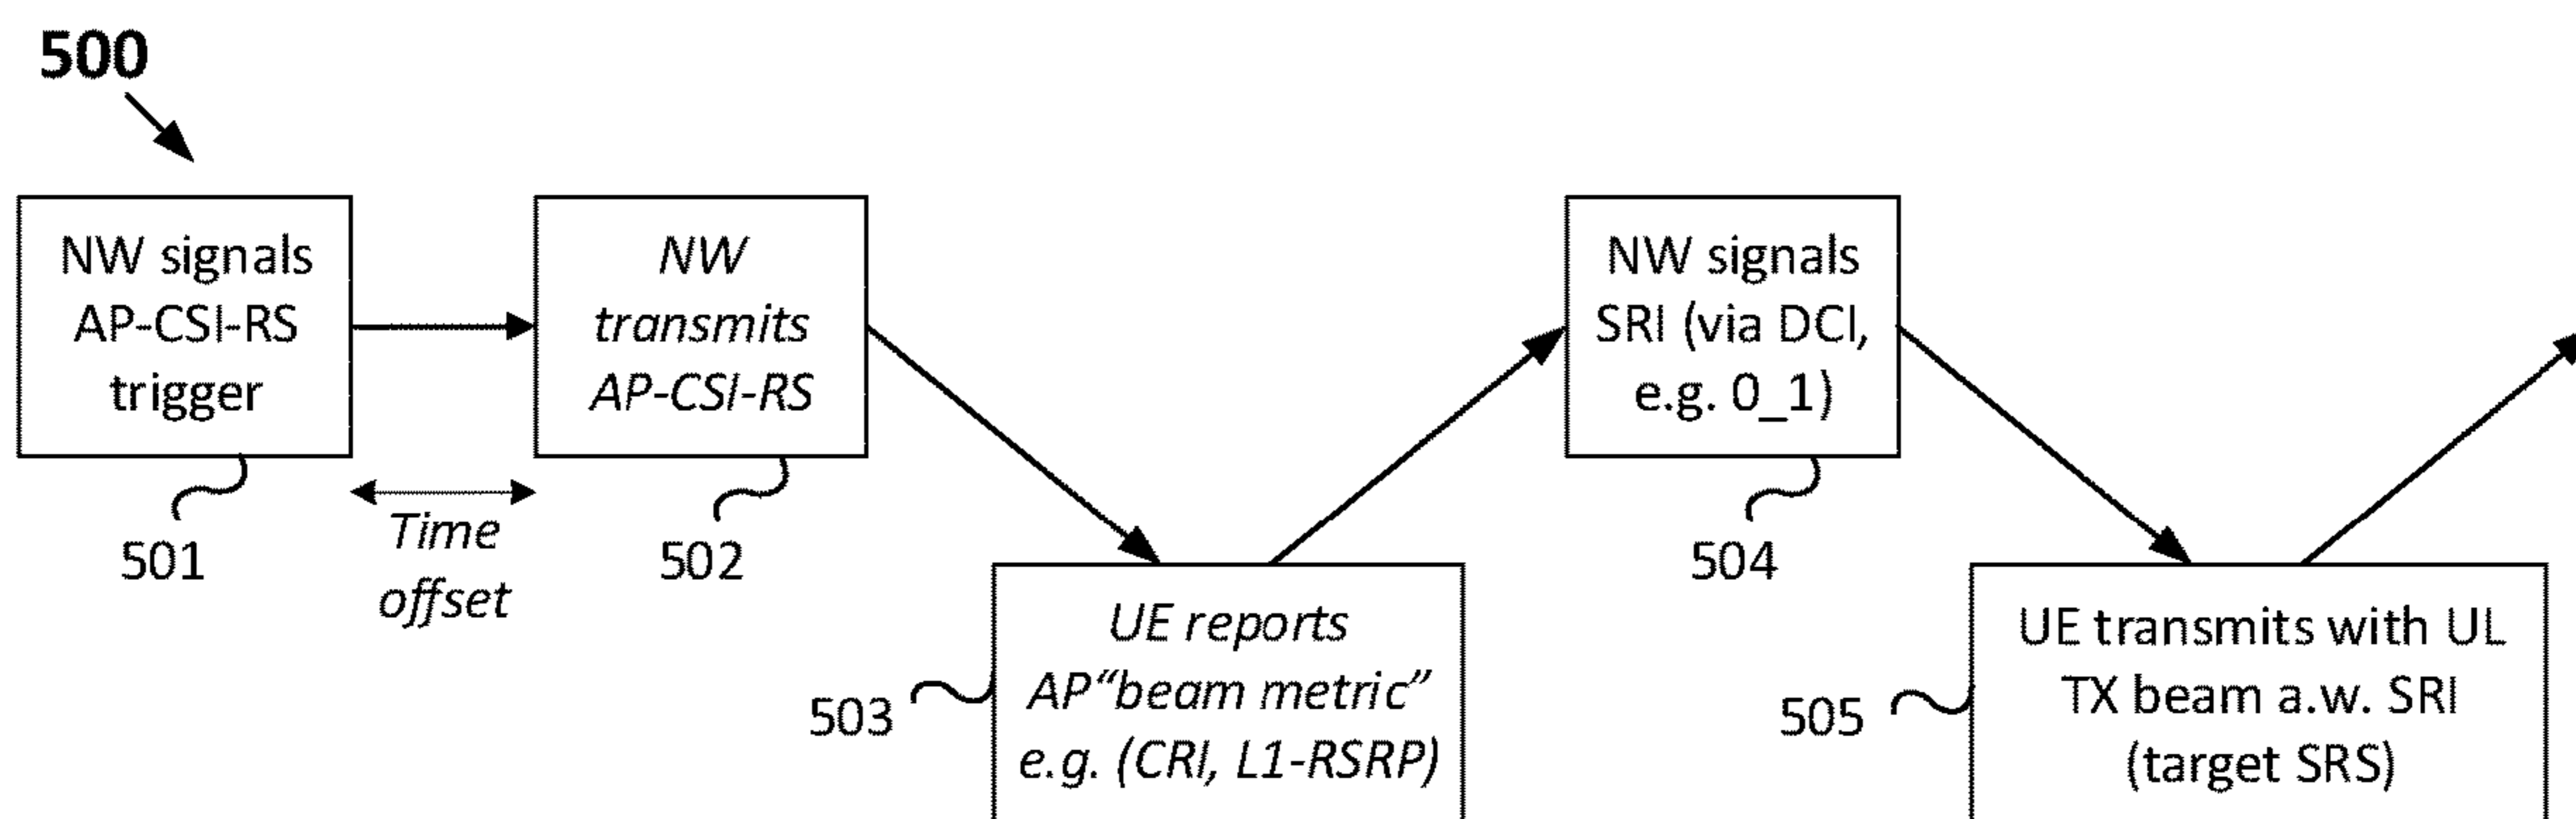 500
NW signals
AP-CSI-RS
trigger
NW
transmits
AP-CSI-RS
NW signals
SRI (via DCI,
e.g. 0_1)
501
Time
offset
502
504
UE reports
AP“beam metric”
e.g. (CRI, L1-RSRP)
503
UE transmits with UL
TX beam a.w. SRI
(target SRS)
505